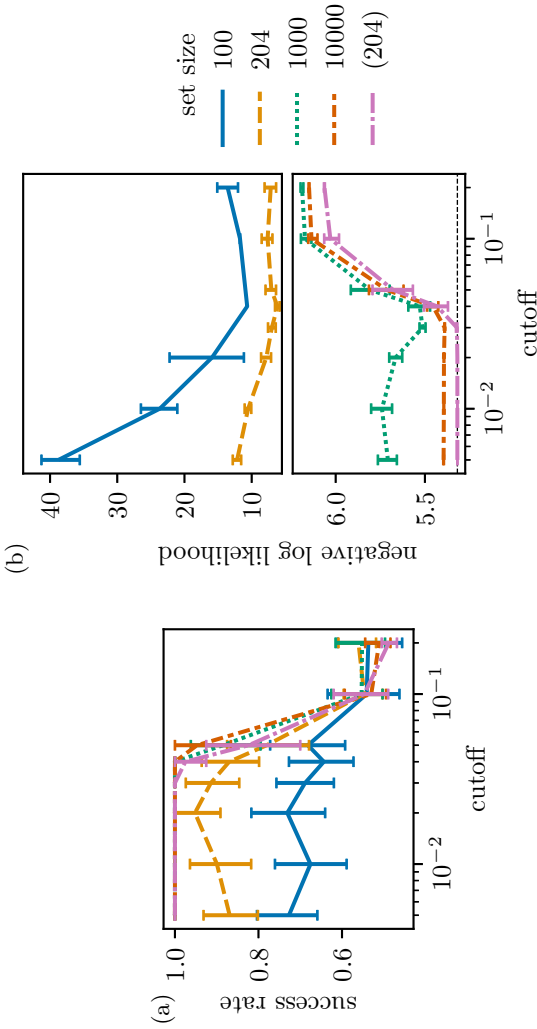 (a)
success rate
1.0
0.8
0.6
10⁻²
10⁻¹
cutoff
(b)
negative log likelihood
40
30
20
10
6.0
5.5
10⁻²
10⁻¹
cutoff
set size
100
204
1000
10000
(204)